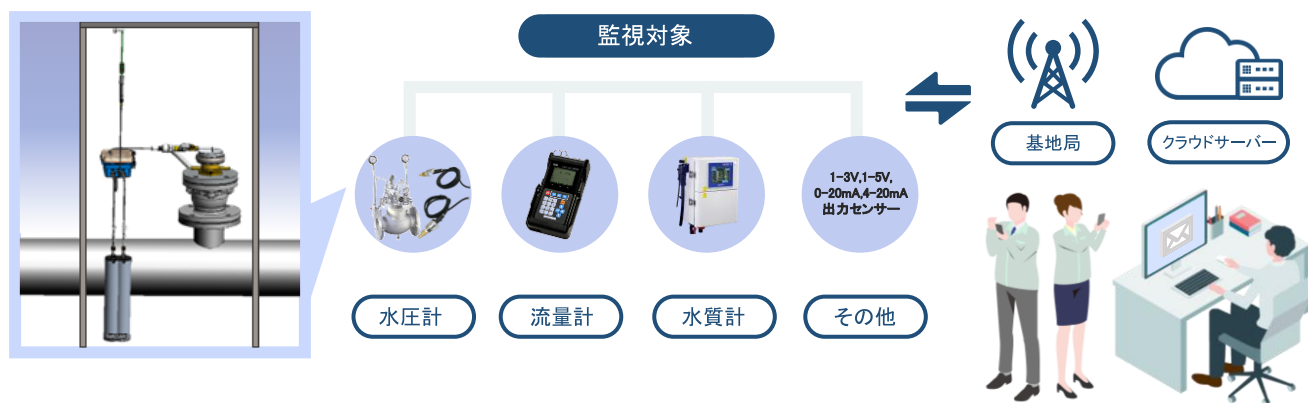 監視対象
基地局
クラウドサーバー
1-3V,1-5V,
0-20mA,4-20mA
出力センサー
水圧計
流量計
水質計
その他